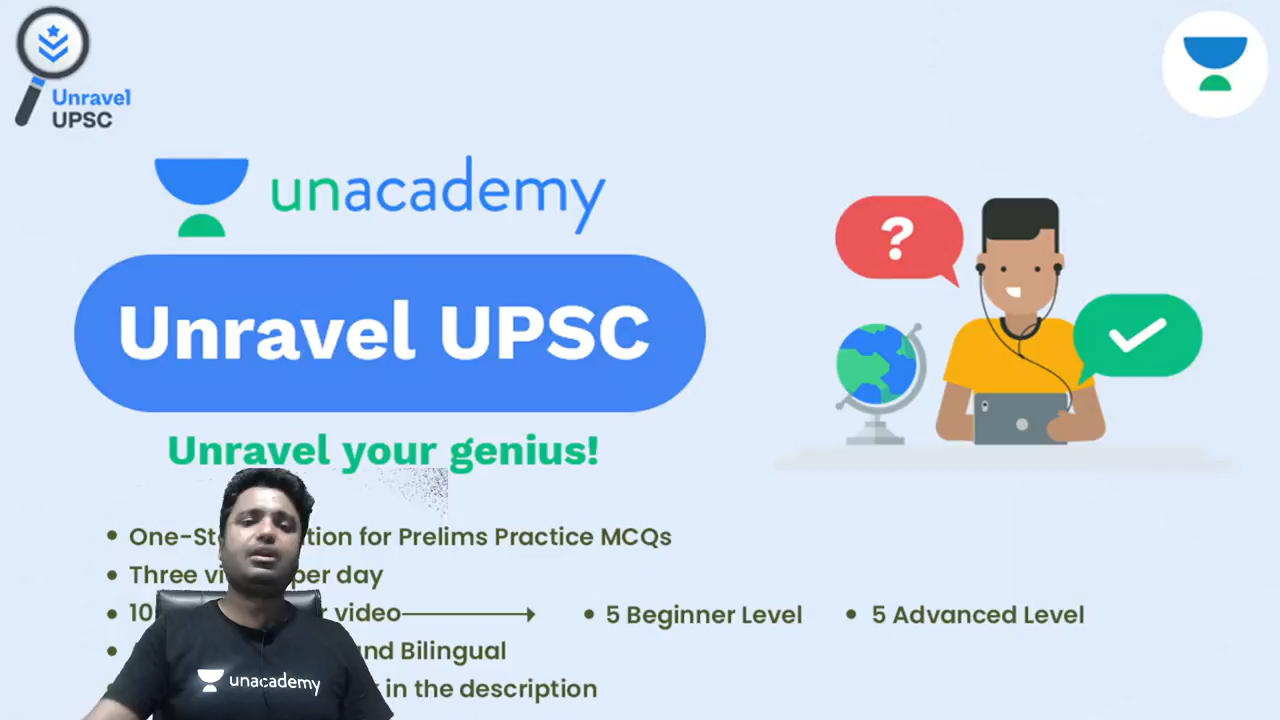 Unravel
UPSC
unacademy
Unravel UPSC
?
Unravel your genius!
One-St tion for Prelims Practice MCQs
Three vi per day
10 r video 5 Beginner Level 5 Advanced Level
and Bilingual
in the description
unacademy